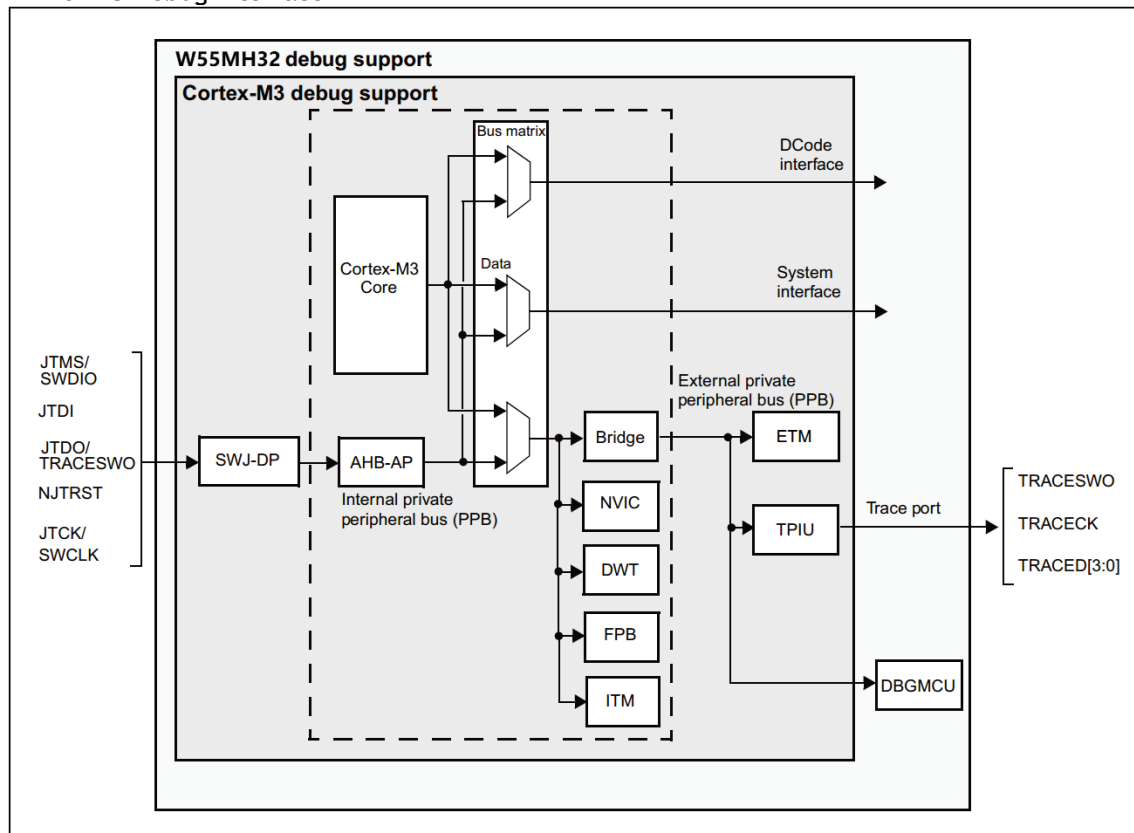 W55MH32 debug support
Cortex-M3 debug support
Bus matrix
DCode
interface
Cortex-M3
Core
Data
System
interface
JTMS/
SWDIO
JTDI
JTDO/
TRACESWO
NJTRST
JTCK/
SWCLK
SWJ-DP
AHB-AP
Internal private
peripheral bus (PPB)
External private
peripheral bus (PPB)
Bridge
NVIC
DWT
FPB
ITM
ETM
TPIU
Trace port
TRACESWO
TRACECK
TRACED[3:0]
DBGMCU